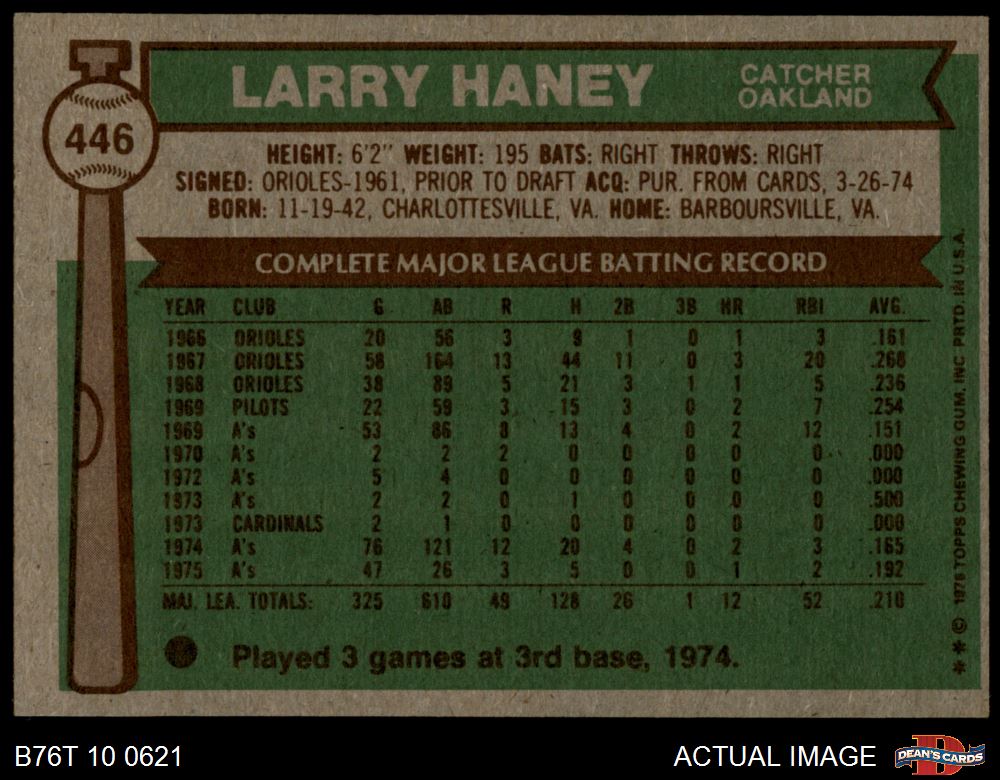 LARRY HANEY
CATCHER
OAKLAND
446
HEIGHT: 6'2" WEIGHT: 195 BATS: RIGHT THROWS: RIGHT
SIGNED: ORIOLES-1961, PRIOR TO DRAFT ACQ: PUR. FROM CARDS, 3-26-74
BORN: 11-19-42, CHARLOTTESVILLE, VA. HOME: BARBOURSVILLE, VA.
COMPLETE MAJOR LEAGUE BATTING RECORD
YEAR CLUB G AB R H 2B 3B HR RBI AVG.
1966 ORIOLES 20 56 3 9 1 0 1 3 .161
1967 ORIOLES 58 164 13 44 11 0 3 20 .268
1968 ORIOLES 38 89 5 21 3 1 1 5 .236
1969 PILOTS 22 59 3 15 3 0 2 7 .254
1969 A's 53 86 8 13 4 0 2 12 .151
1970 A's 2 2 2 0 0 0 0 0 .000
1972 A's 5 4 0 0 0 0 0 0 .000
1973 A's 2 2 0 1 0 0 0 0 .500
1973 CARDINALS 2 1 0 0 0 0 0 0 .000
1974 A's 76 121 12 20 4 0 2 3 .165
1975 A's 47 26 3 5 0 0 1 2 .192
MAJ. LEA. TOTALS: 325 610 49 128 26 1 12 52 .210
Played 3 games at 3rd base, 1974.
* * © 1976 TOPPS CHEWING GUM, INC PRTD. IN U.S.A.
B76T 10 0621
ACTUAL IMAGE
D
DEAN'S CARDS